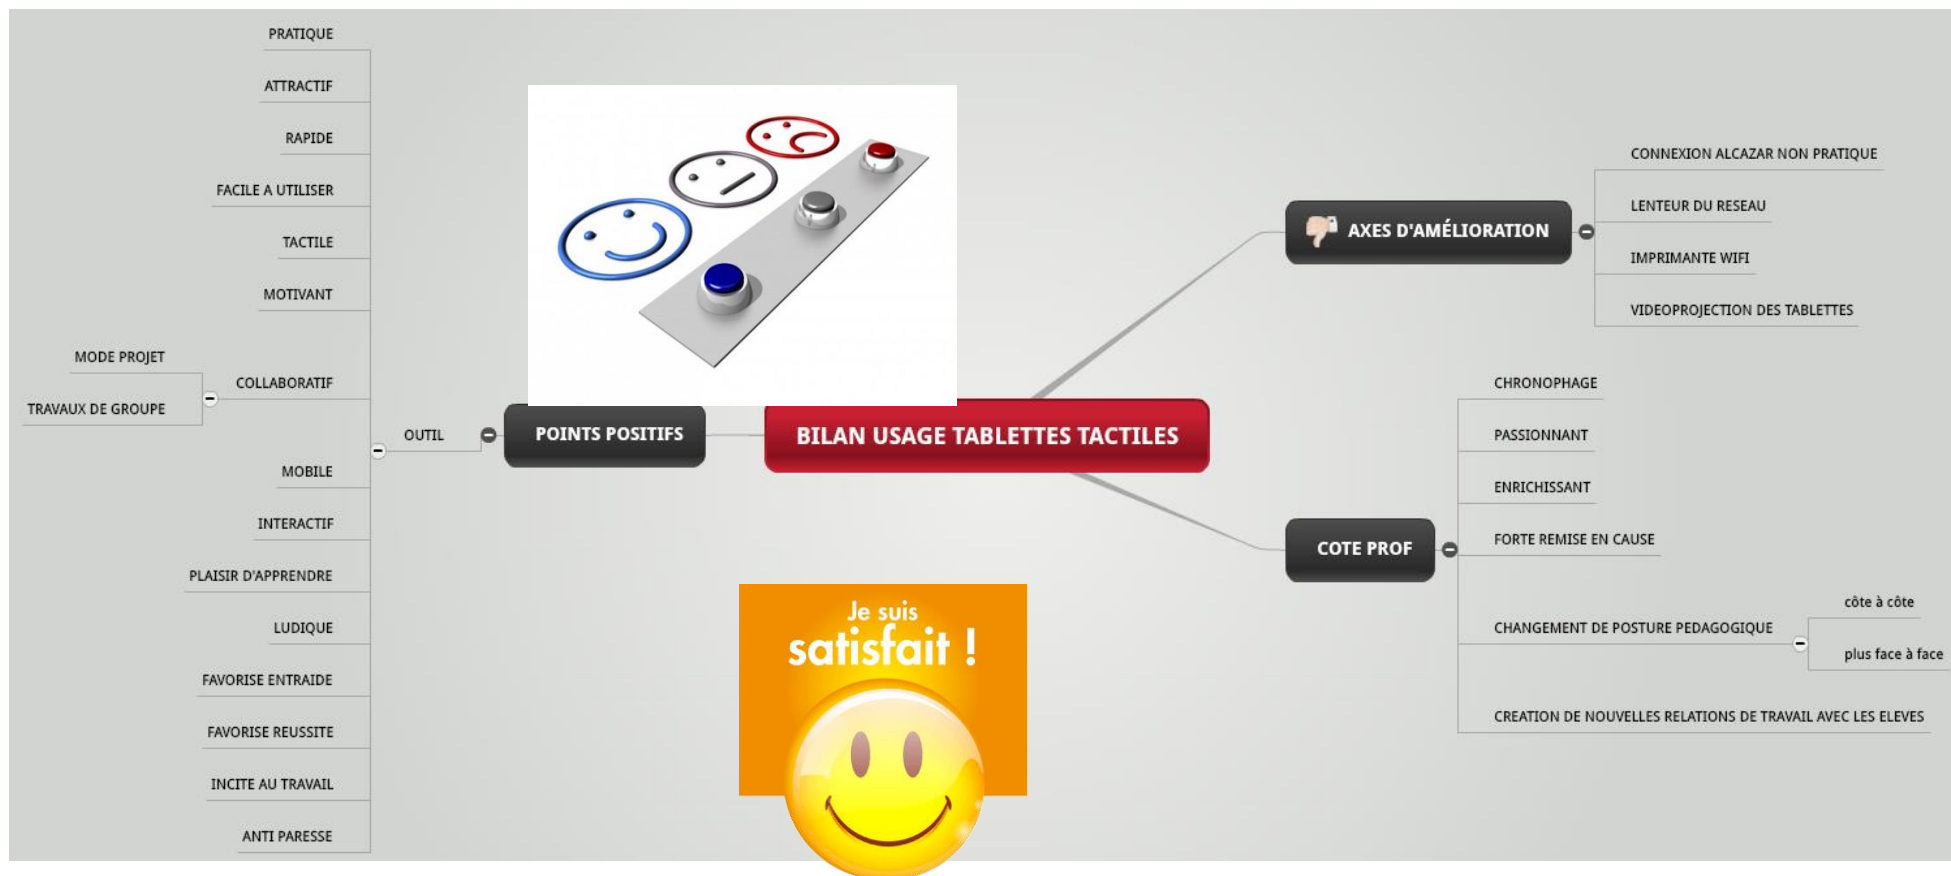 PRATIQUE
ATTRACTIF
RAPIDE
FACILE A UTILISER
TACTILE
MOTIVANT
MODE PROJET
TRAVAUX DE GROUPE
COLLABORATIF
MOBILE
INTERACTIF
PLAISIR D'APPRENDRE
LUDIQUE
FAVORISE ENTRAIDE
FAVORISE REUSSITE
INCITE AU TRAVAIL
ANTI PARESSE
OUTIL
POINTS POSITIFS
BILAN USAGE TABLETTES TACTILES
Je suis
satisfait !
AXES D'AMÉLIORATION
CONNEXION ALCAZAR NON PRATIQUE
LENTEUR DU RESEAU
IMPRIMANTE WIFI
VIDEOPROJECTION DES TABLETTES
COTE PROF
CHRONOPHAGE
PASSIONNANT
ENRICHISSANT
FORTE REMISE EN CAUSE
CHANGEMENT DE POSTURE PEDAGOGIQUE
côte à côte
plus face à face
CREATION DE NOUVELLES RELATIONS DE TRAVAIL AVEC LES ELEVES